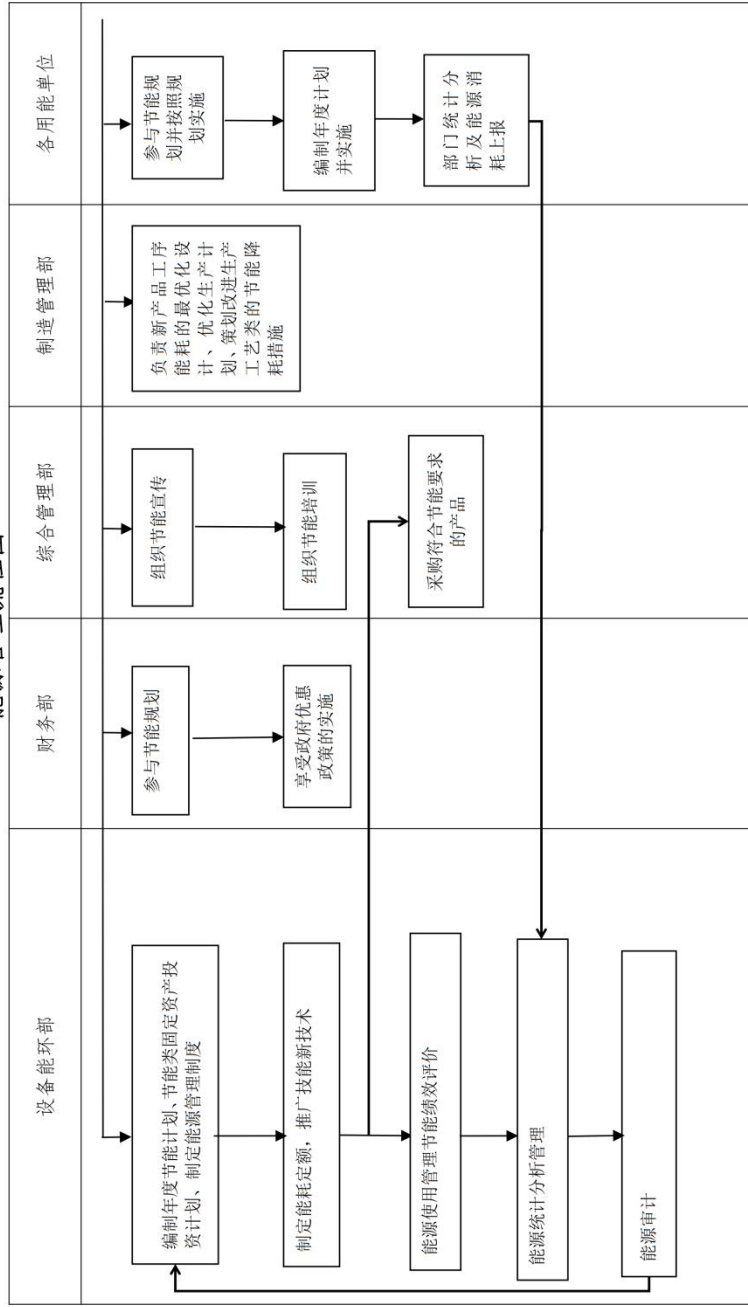 设备能环部
财务部
综合管理部
制造管理部
各用能单位
编制年度节能计划、节能类固定资产投
资计划、制定能源管理制度
参与节能规划
组织节能宣传
负责新产品工序
能耗的最优化设
计、优化生产计
划、策划改进生产
工艺类的节能降
耗措施
参与节能规
划并按照规
划实施
制定能耗定额，推广技能新技术
享受政府优惠
政策的实施
组织节能培训
编制年度计划
并实施
能源使用管理节能绩效评价
采购符合节能要求
的产品
部门统计分
析及能源消
耗上报
能源统计分析管理
能源审计